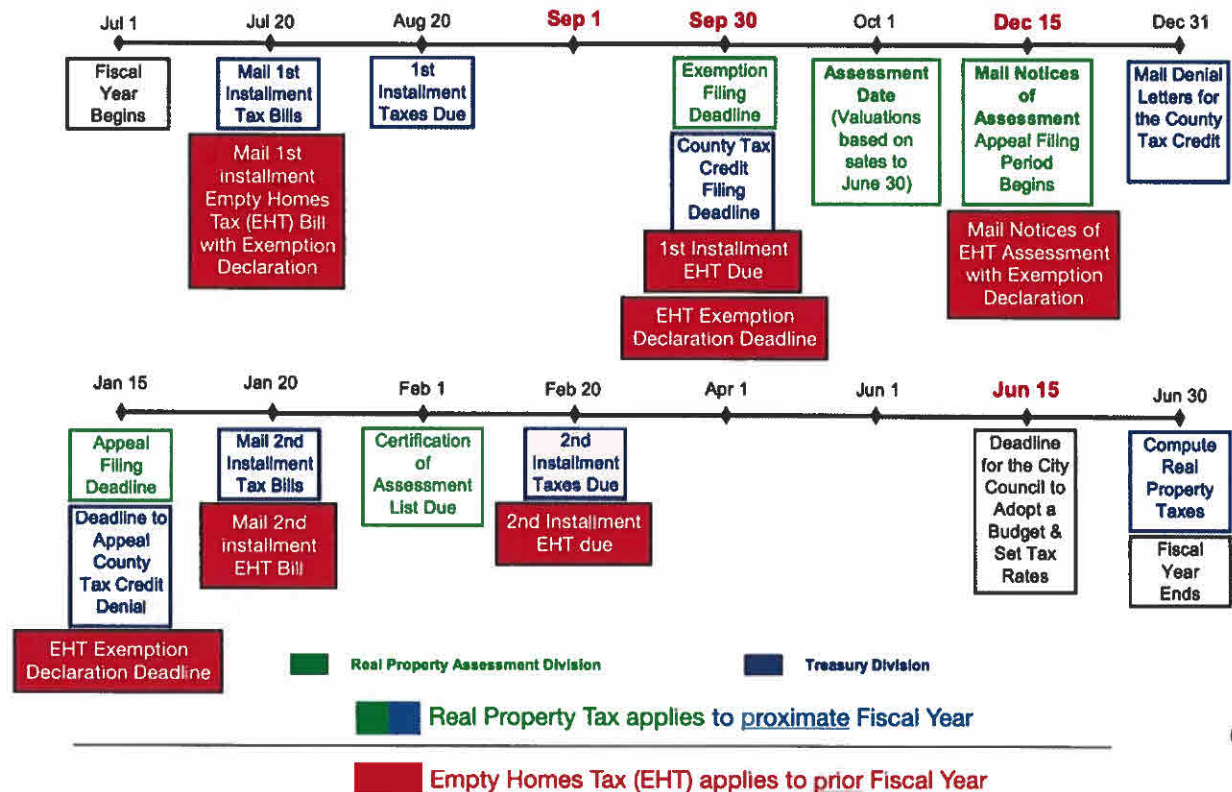 Jul 1
Jul 20
Aug 20
Sep 1
Sep 30
Oct 1
Dec 15
Dec 31
Fiscal
Year
Begins
Mail 1st
Installment
Tax Bills
Mail 1st
installment
Empty Homes
Tax (EHT) Bill
with Exemption
Declaration
1st
Installment
Taxes Due
Exemption
Filing
Deadline
County Tax
Credit
Filing
Deadline
1st Installment
EHT Due
EHT Exemption
Declaration Deadline
Assessment
Date
(Valuations
based on
sales to
June 30)
Mail Notices
of
Assessment
Appeal Filing
Period
Begins
Mail Notices of
EHT Assessment
with Exemption
Declaration
Mail Denial
Letters for
the County
Tax Credit
Jan 15
Jan 20
Feb 1
Feb 20
Apr 1
Jun 1
Jun 15
Jun 30
Appeal
Filing
Deadline
Deadline to
Appeal
County
Tax Credit
Denial
EHT Exemption
Declaration Deadline
Mail 2nd
Installment
Tax Bills
Mail 2nd
installment
EHT Bill
Certification
of
Assessment
List Due
2nd
Installment
Taxes Due
2nd Installment
EHT due
Deadline
for the City
Council to
Adopt a
Budget &
Set Tax
Rates
Compute
Real
Property
Taxes
Fiscal
Year
Ends
Real Property Assessment Division
Treasury Division
Real Property Tax applies to proximate Fiscal Year
Empty Homes Tax (EHT) applies to prior Fiscal Year